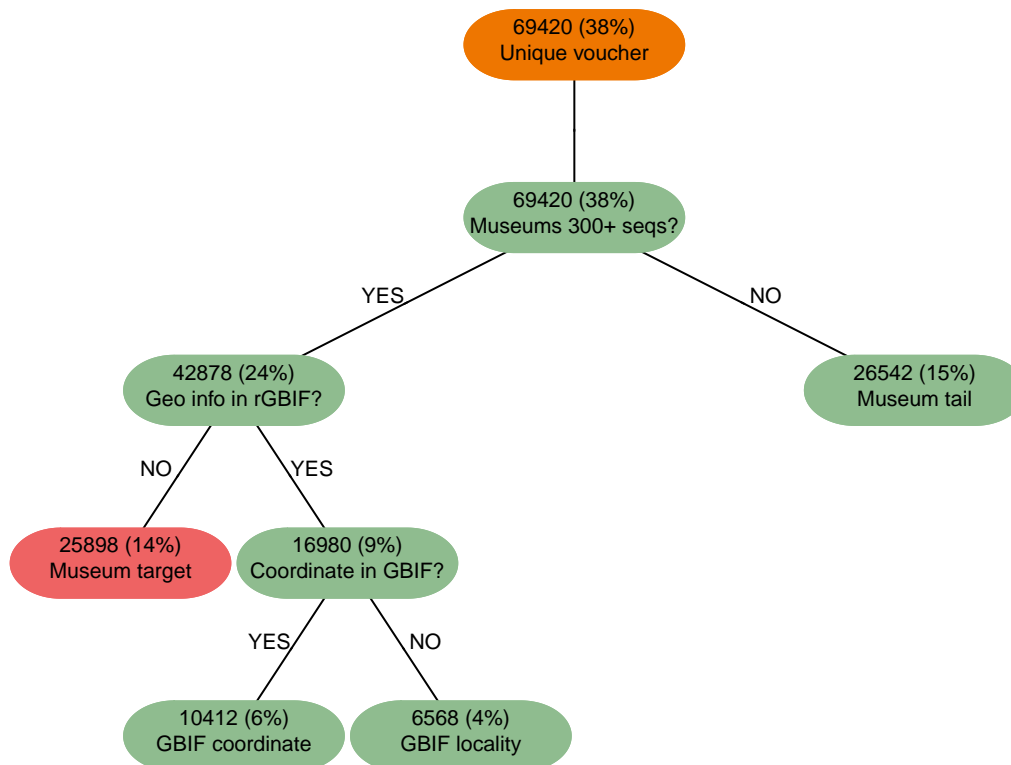 69420 (38%)
Unique voucher
69420 (38%)
Museums 300+ seqs?
YES
NO
42878 (24%)
Geo info in rGBIF?
26542 (15%)
Museum tail
NO
YES
25898 (14%)
Museum target
16980 (9%)
Coordinate in GBIF?
YES
NO
10412 (6%)
GBIF coordinate
6568 (4%)
GBIF locality